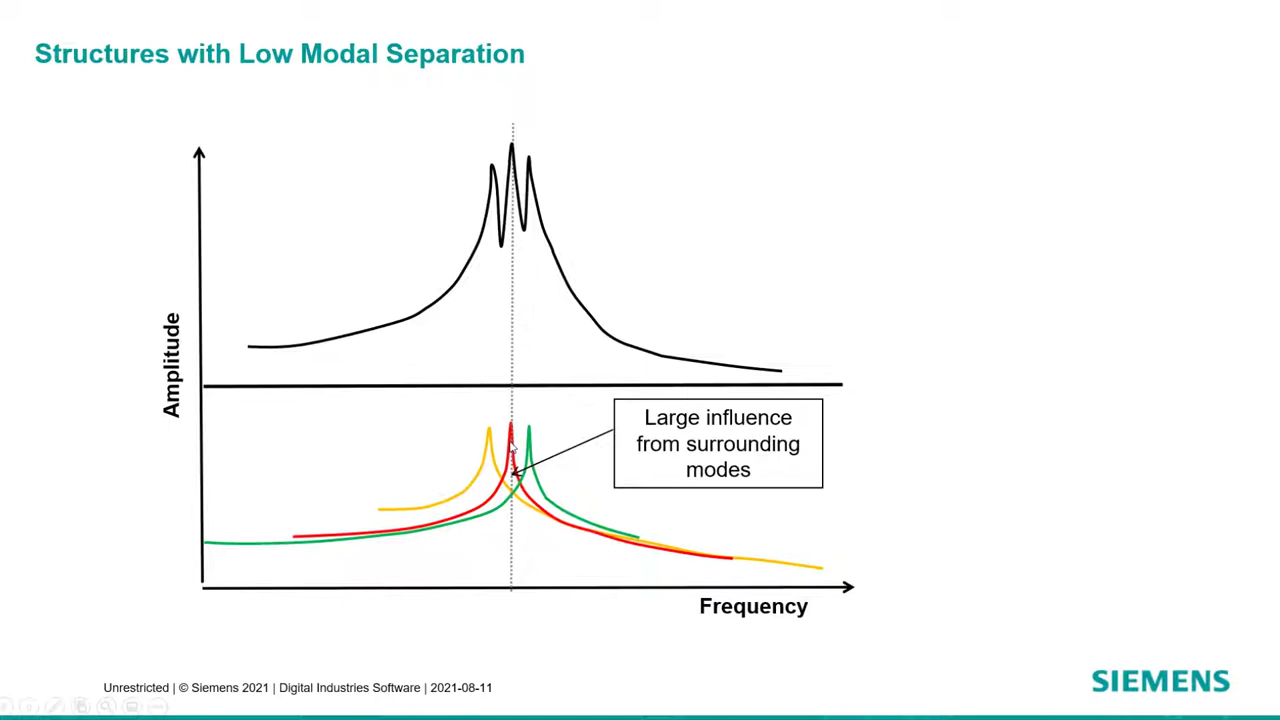 Structures with Low Modal Separation
Amplitude
Large influence
from surrounding
modes
Frequency
Unrestricted | © Siemens 2021 | Digital Industries Software | 2021-08-11
SIEMENS